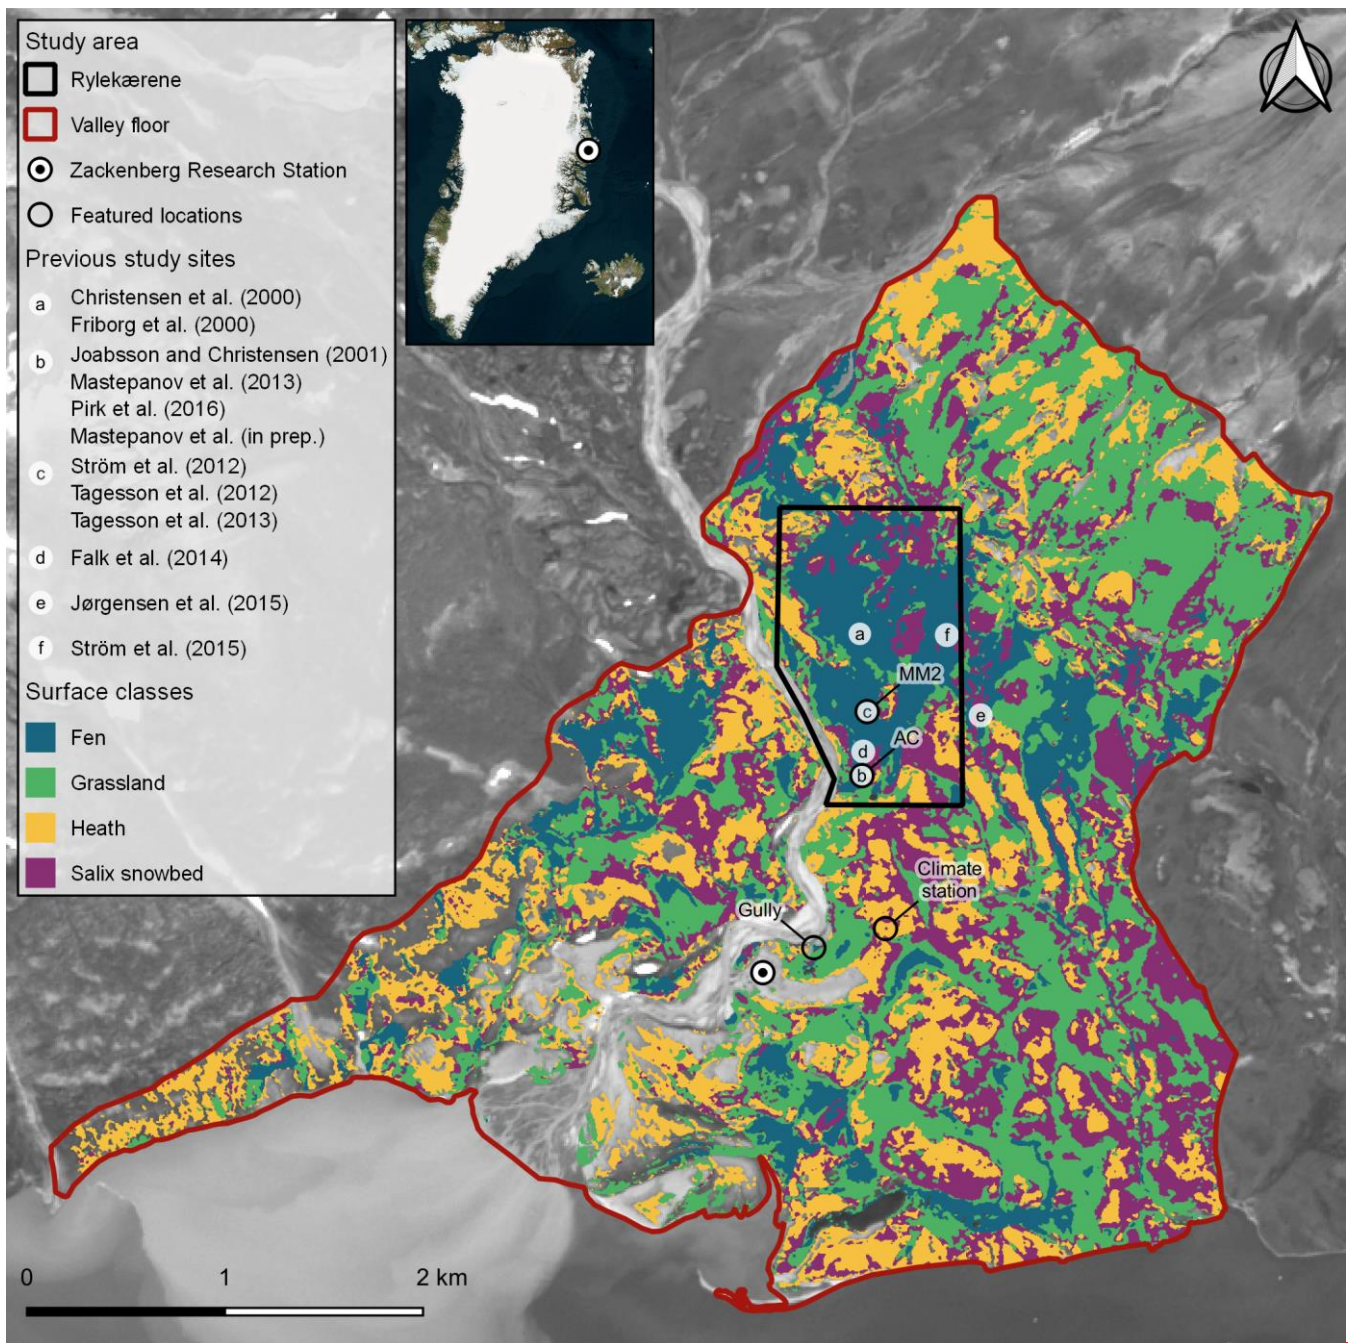 Study area
Rylekærene
Valley floor
Zackenberg Research Station
Featured locations
Previous study sites
a Christensen et al. (2000)
Friborg et al. (2000)
b Joabsson and Christensen (2001)
Mastepanov et al. (2013)
Pirk et al. (2016)
Mastepanov et al. (in prep.)
c Ström et al. (2012)
Tagesson et al. (2012)
Tagesson et al. (2013)
d Falk et al. (2014)
e Jørgensen et al. (2015)
f Ström et al. (2015)
Surface classes
Fen
Grassland
Heath
Salix snowbed
a
f
MM2
c
e
AC
d
b
Climate
station
Gully
0 1 2 km